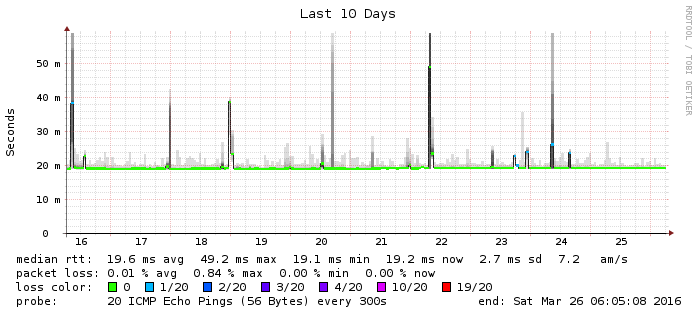 Last 10 Days
RRDTOOL / TOBI OETIKER
Seconds
50 m
40 m
30 m
20 m
10 m
0
16 17 18 19 20 21 22 23 24 25
median rtt: 19.6 ms avg 49.2 ms max 19.1 ms min 19.2 ms now 2.7 ms sd 7.2 am/s
packet loss: 0.01 % avg 0.84 % max 0.00 % min 0.00 % now
loss color: 0 1/20 2/20 3/20 4/20 10/20 19/20
probe: 20 ICMP Echo Pings (56 Bytes) every 300s end: Sat Mar 26 06:05:08 2016